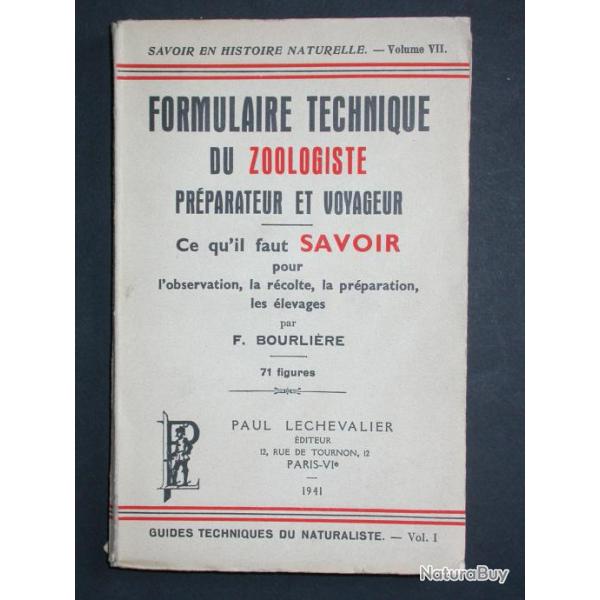 SAVOIR EN HISTOIRE NATURELLE. — Volume VII.
FORMULAIRE TECHNIQUE
DU ZOOLOGISTE
PRÉPARATEUR ET VOYAGEUR
Ce qu'il faut SAVOIR
pour
l'observation, la récolte, la préparation,
les élevages
par
F. BOURLIÈRE
71 figures
PL
PAUL LECHEVALIER
ÉDITEUR
12, RUE DE TOURNON, 12
PARIS-VIe
1941
GUIDES TECHNIQUES DU NATURALISTE. — Vol. I
NaturaBuy